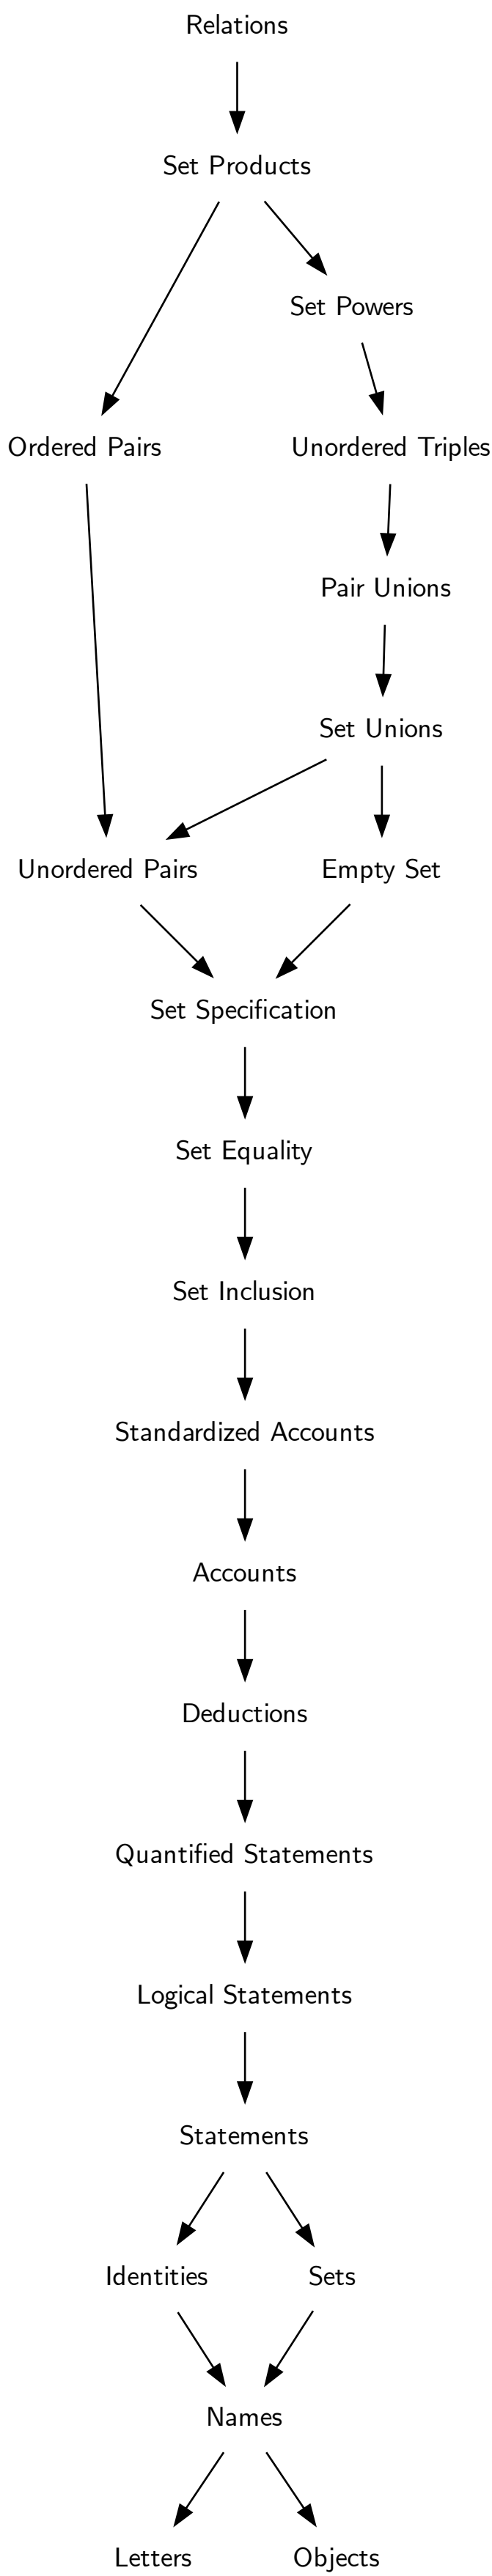 Relations
Set Products
Set Powers
Ordered Pairs
Unordered Triples
Pair Unions
Set Unions
Unordered Pairs
Empty Set
Set Specification
Set Equality
Set Inclusion
Standardized Accounts
Accounts
Deductions
Quantified Statements
Logical Statements
Statements
Identities
Sets
Names
Letters
Objects